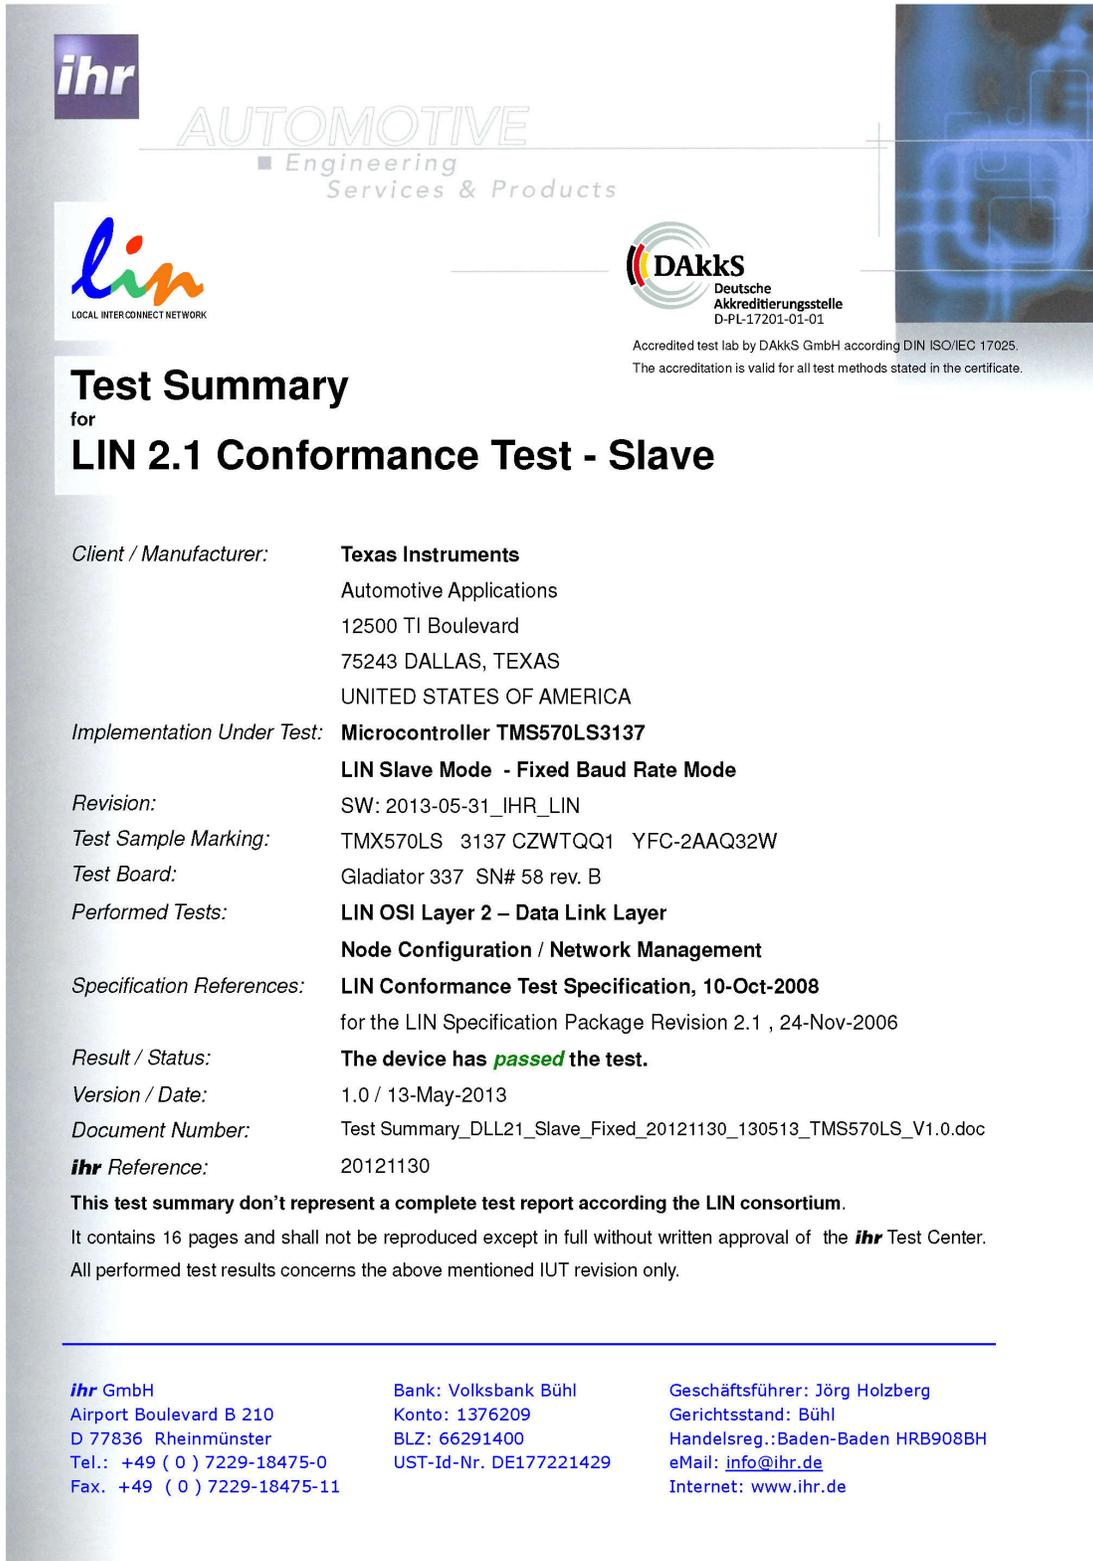 ihr
AUTOMOTIVE
Engineering
Services & Products
lin
LOCAL INTERCONNECT NETWORK
DAkkS
Deutsche
Akkreditierungsstelle
D-PL-17201-01-01
Accredited test lab by DAkkS GmbH according DIN ISO/IEC 17025.
The accreditation is valid for all test methods stated in the certificate.
Test Summary
for
LIN 2.1 Conformance Test - Slave
Client / Manufacturer: Texas Instruments
Automotive Applications
12500 TI Boulevard
75243 DALLAS, TEXAS
UNITED STATES OF AMERICA
Implementation Under Test: Microcontroller TMS570LS3137
LIN Slave Mode - Fixed Baud Rate Mode
Revision: SW: 2013-05-31_IHR_LIN
Test Sample Marking: TMX570LS 3137 CZWTQQ1 YFC-2AAQ32W
Test Board: Gladiator 337 SN# 58 rev. B
Performed Tests: LIN OSI Layer 2 – Data Link Layer
Node Configuration / Network Management
Specification References: LIN Conformance Test Specification, 10-Oct-2008
for the LIN Specification Package Revision 2.1 , 24-Nov-2006
Result / Status: The device has passed the test.
Version / Date: 1.0 / 13-May-2013
Document Number: Test Summary_DLL21_Slave_Fixed_20121130_130513_TMS570LS_V1.0.doc
ihr Reference: 20121130
This test summary don't represent a complete test report according the LIN consortium.
It contains 16 pages and shall not be reproduced except in full without written approval of the ihr Test Center.
All performed test results concerns the above mentioned IUT revision only.
ihr GmbH
Airport Boulevard B 210
D 77836 Rheinmünster
Tel.: +49 ( 0 ) 7229-18475-0
Fax. +49 ( 0 ) 7229-18475-11
Bank: Volksbank Bühl
Konto: 1376209
BLZ: 66291400
UST-Id-Nr. DE177221429
Geschäftsführer: Jörg Holzberg
Gerichtsstand: Bühl
Handelsreg.:Baden-Baden HRB908BH
eMail: info@ihr.de
Internet: www.ihr.de